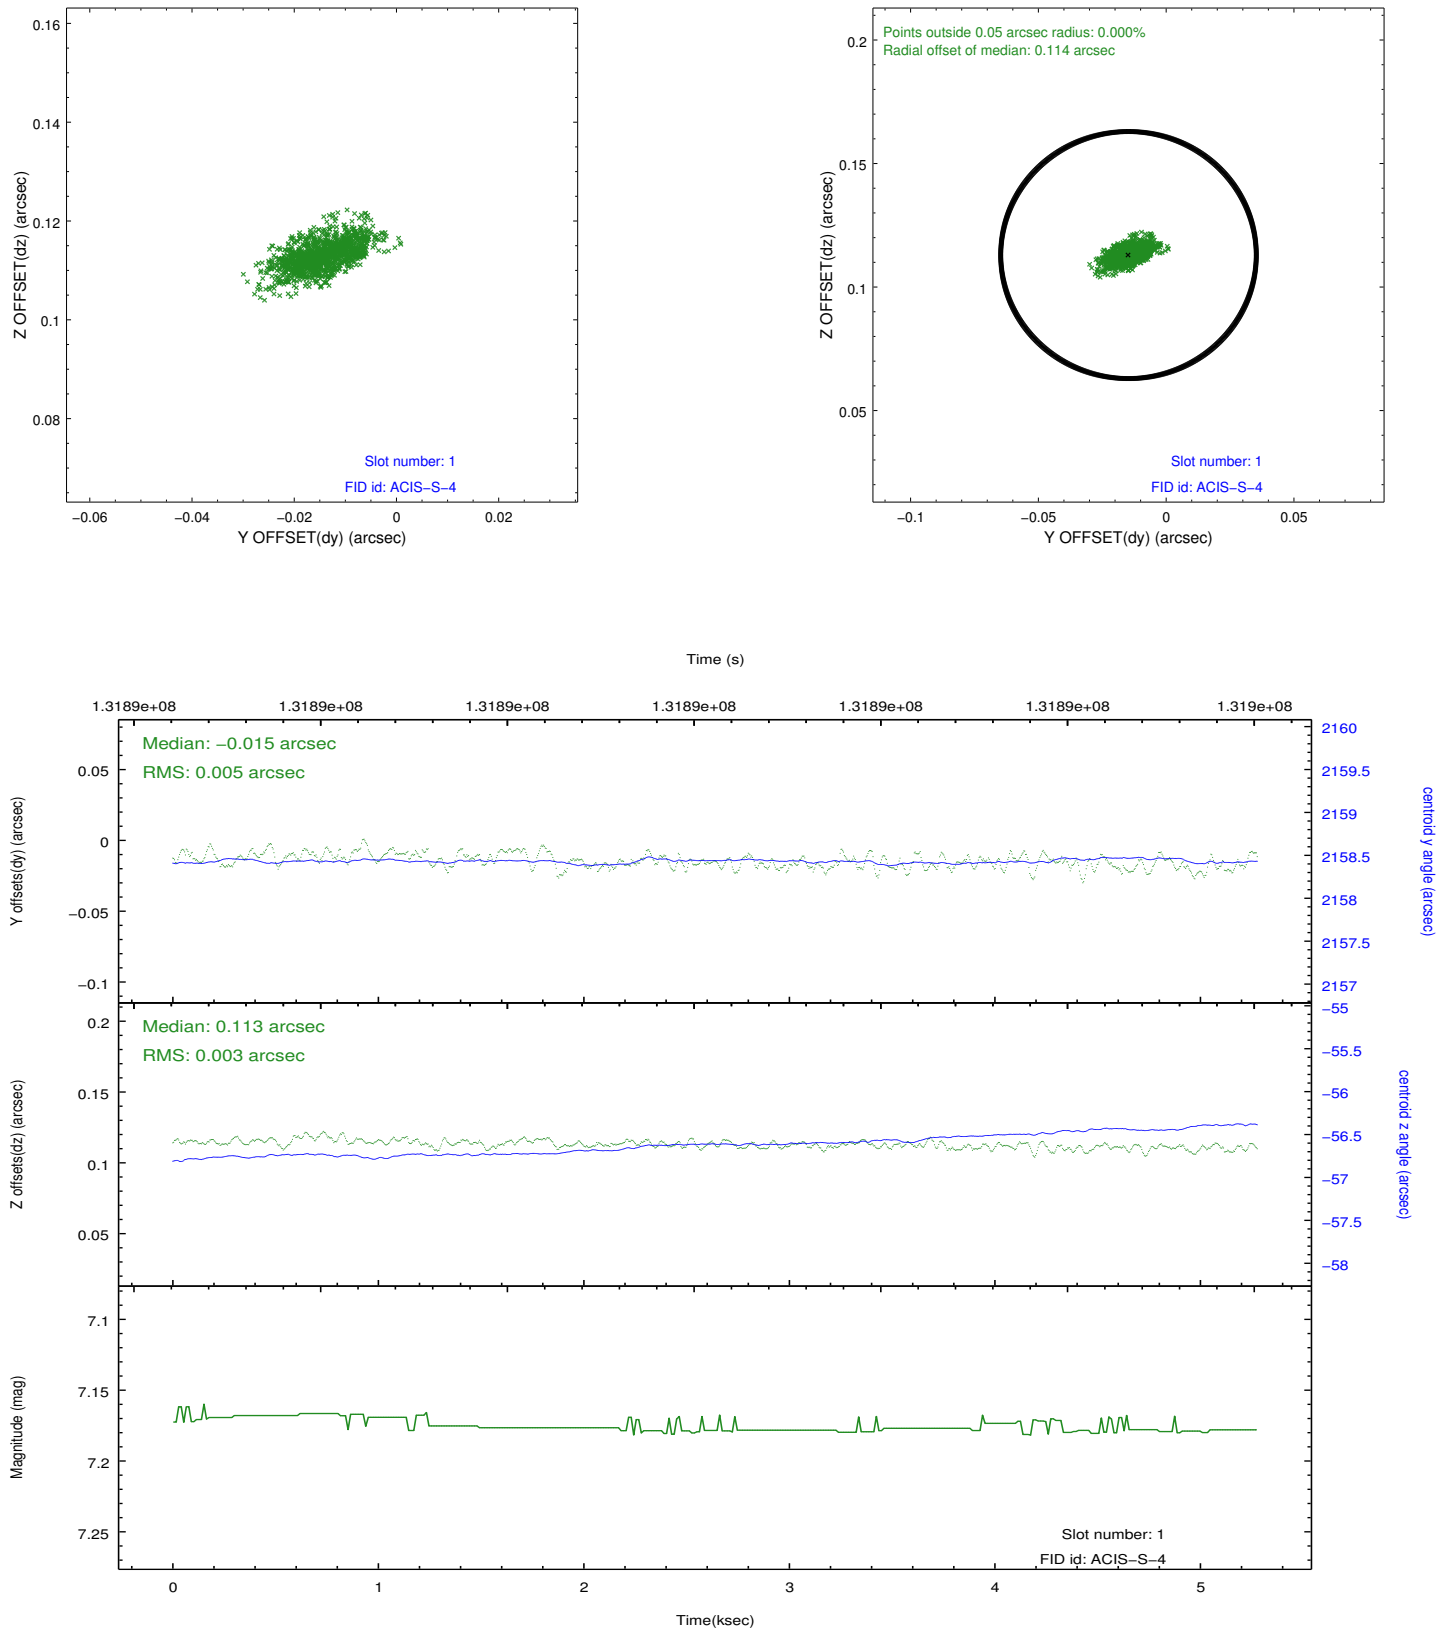 0.16
0.14
0.12
0.1
0.08
Z OFFSET(dz) (arcsec)
Slot number: 1
FID id: ACIS−S−4
−0.06
−0.04
−0.02
0
0.02
Y OFFSET(dy) (arcsec)
Points outside 0.05 arcsec radius: 0.000%
Radial offset of median: 0.114 arcsec
0.2
0.15
0.1
0.05
Z OFFSET(dz) (arcsec)
Slot number: 1
FID id: ACIS−S−4
−0.1
−0.05
0
0.05
Y OFFSET(dy) (arcsec)
Time (s)
1.3189e+08
1.3189e+08
1.3189e+08
1.3189e+08
1.3189e+08
1.3189e+08
1.319e+08
Median: −0.015 arcsec
RMS: 0.005 arcsec
0.05
0
−0.05
−0.1
Y offsets(dy) (arcsec)
2160
2159.5
2159
2158.5
2158
2157.5
2157
centroid y angle (arcsec)
Median: 0.113 arcsec
RMS: 0.003 arcsec
0.2
0.15
0.1
0.05
Z offsets(dz) (arcsec)
−55
−55.5
−56
−56.5
−57
−57.5
−58
centroid z angle (arcsec)
7.1
7.15
7.2
7.25
Magnitude (mag)
Slot number: 1
FID id: ACIS−S−4
0
1
2
3
4
5
Time(ksec)